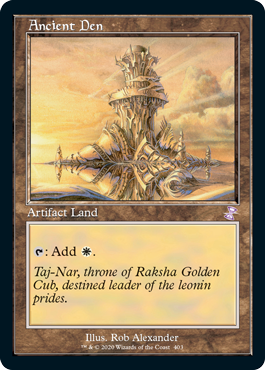 Ancient Den
Artifact Land
: Add .
Taj-Nar, throne of Raksha Golden
Cub, destined leader of the leonin
prides.
Illus. Rob Alexander
™ & © 2020 Wizards of the Coast 403